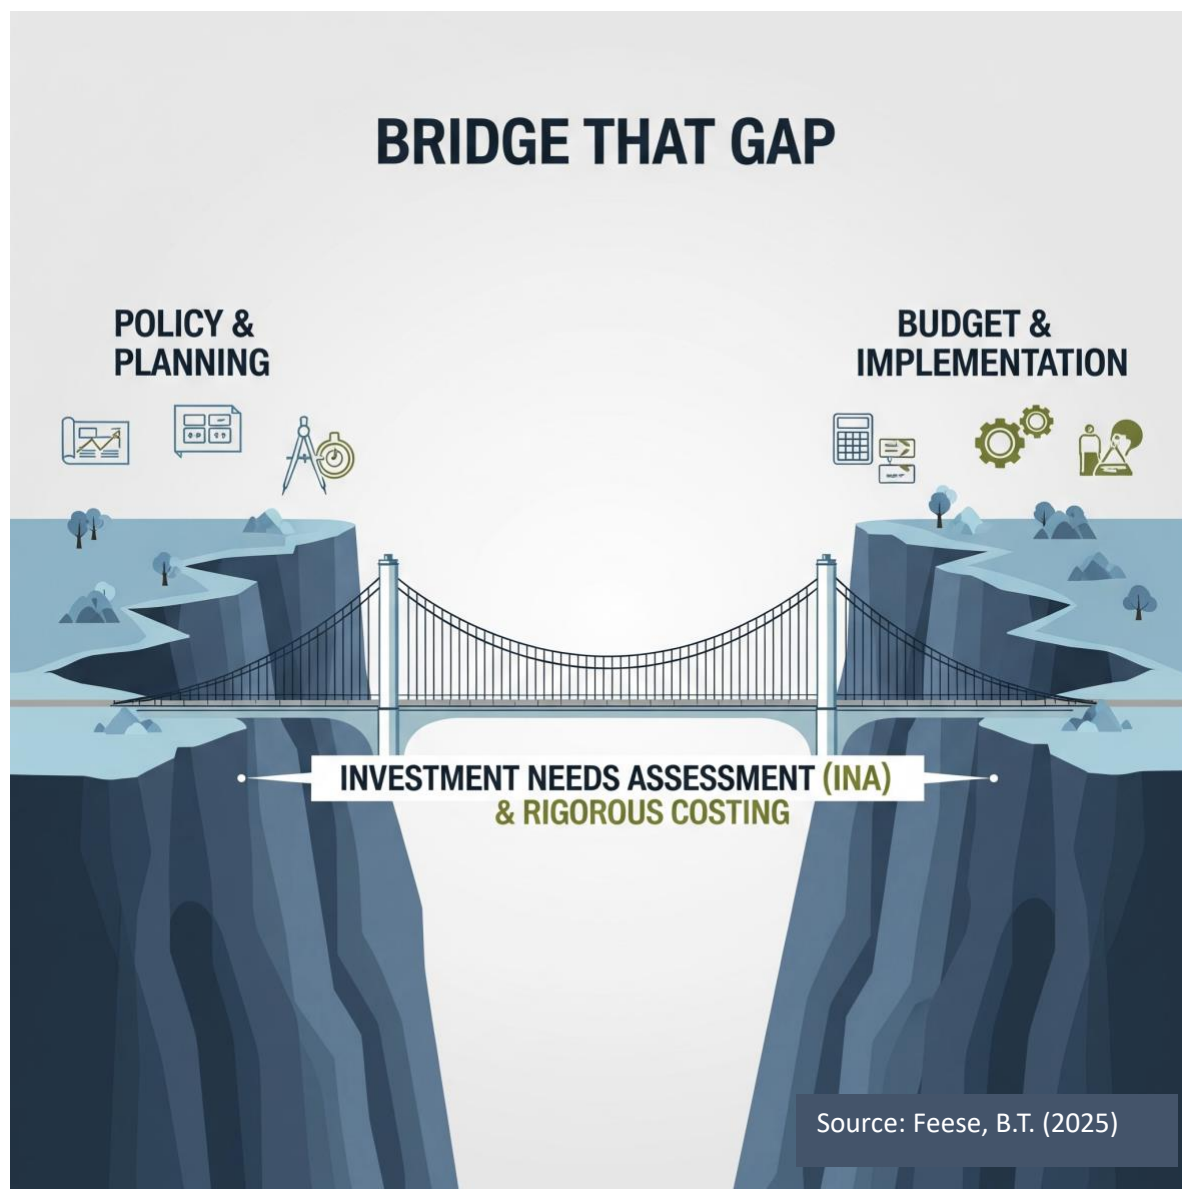 BRIDGE THAT GAP
POLICY &
PLANNING
BUDGET &
IMPLEMENTATION
INVESTMENT NEEDS ASSESSMENT (INA)
& RIGOROUS COSTING
Source: Feese, B.T. (2025)